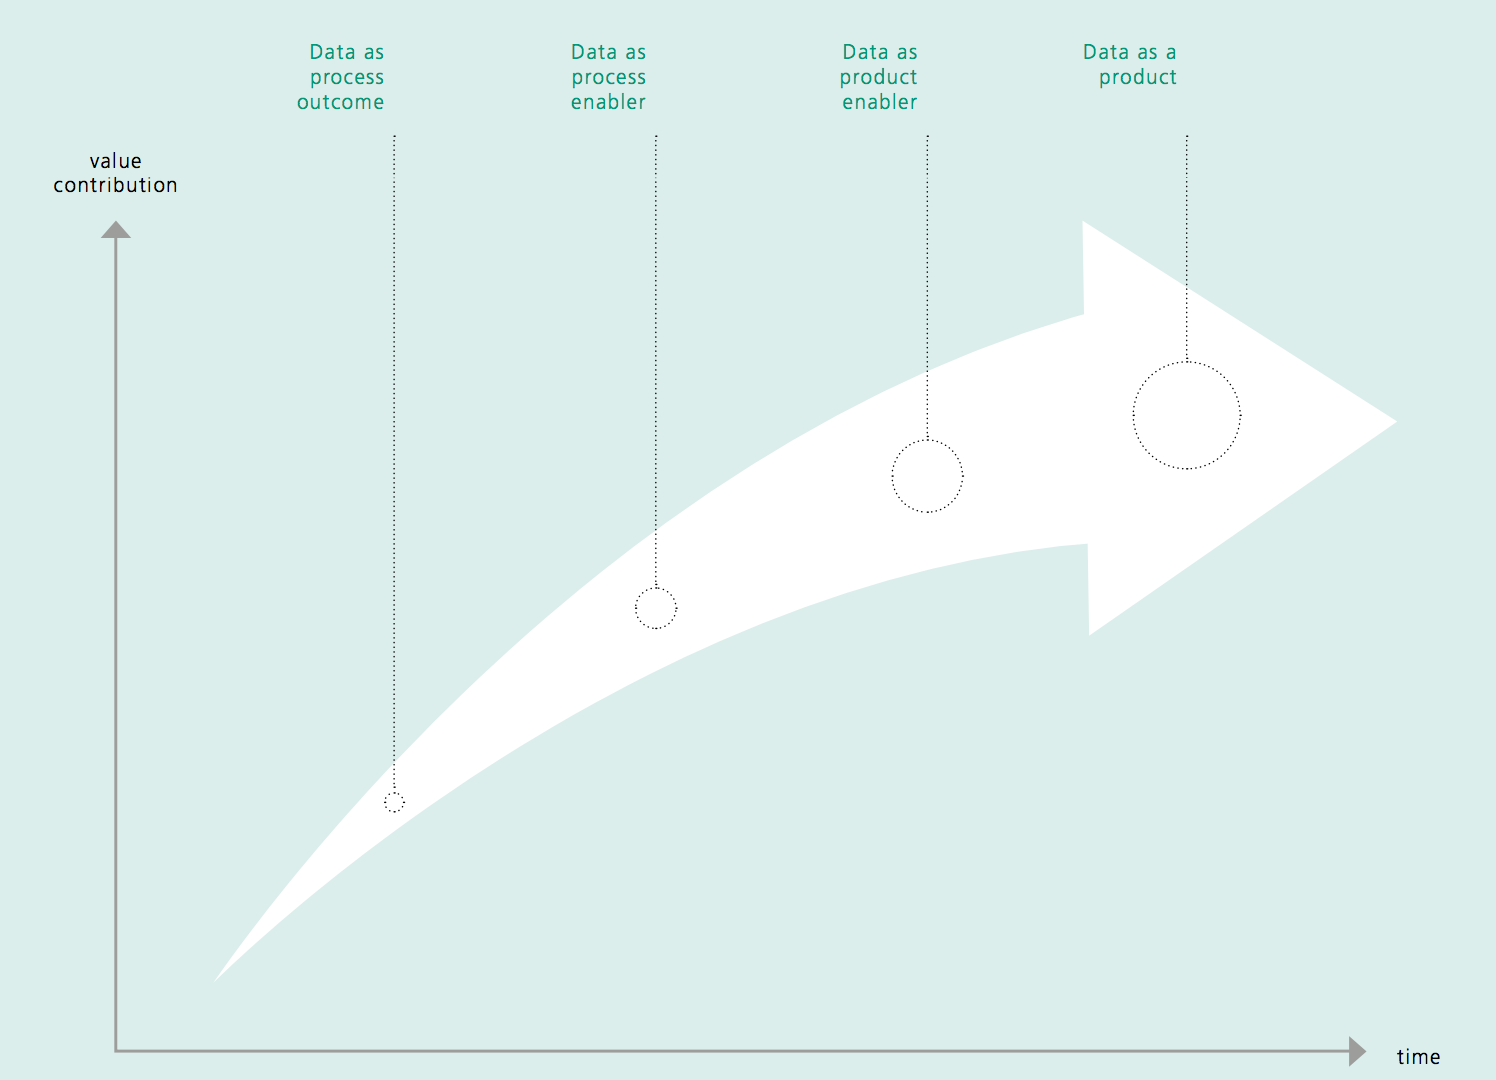 Data as
process
outcome
Data as
process
enabler
Data as
product
enabler
Data as a
product
value
contribution
time